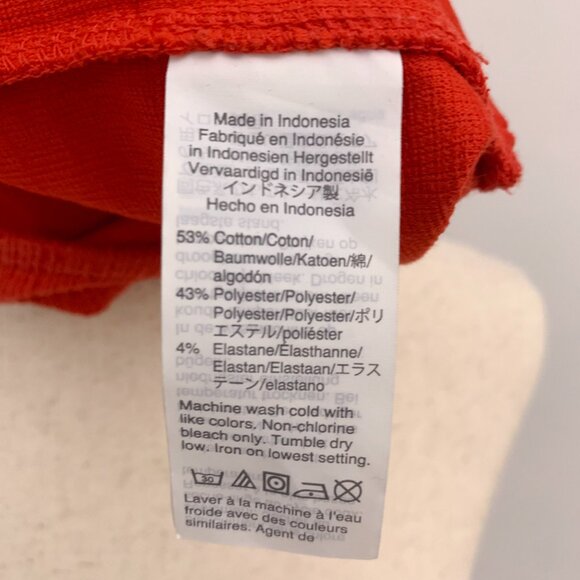 Made in Indonesia
Fabriqué en Indonésie
in Indonesien Hergestellt
Vervaardigd in Indonesië
インドネシア製
Hecho en Indonesia
53% Cotton/Coton/
Baumwolle/Katoen/綿/
algodón
43% Polyester/Polyester/
Polyester/Polyester/ポリ
エステル/poliéster
4% Elastane/Élasthanne/
Elastan/Elastaan/エラス
テーン/elastano
Machine wash cold with
like colors. Non-chlorine
bleach only. Tumble dry
low. Iron on lowest setting.
30
Laver à la machine à l'eau
froide avec des couleurs
similaires. Agent de